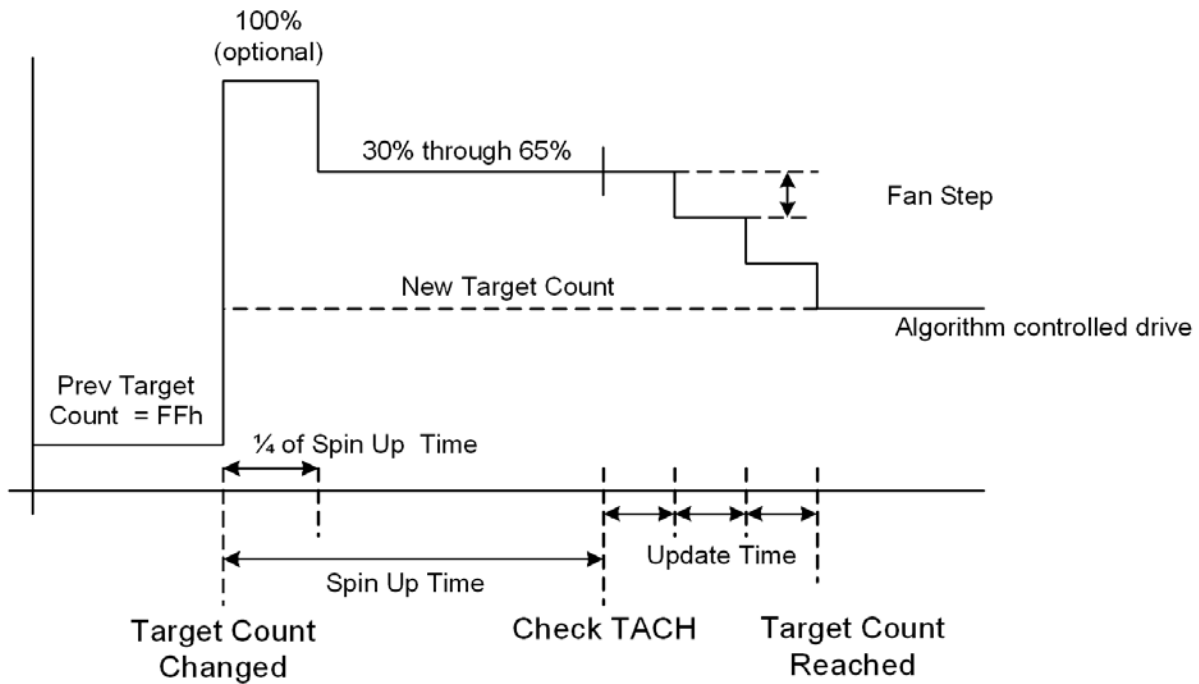 100%
(optional)
30% through 65%
Fan Step
New Target Count
Algorithm controlled drive
Prev Target
Count = FFh
¼ of Spin Up Time
Update Time
Spin Up Time
Target Count
Changed
Check TACH
Target Count
Reached